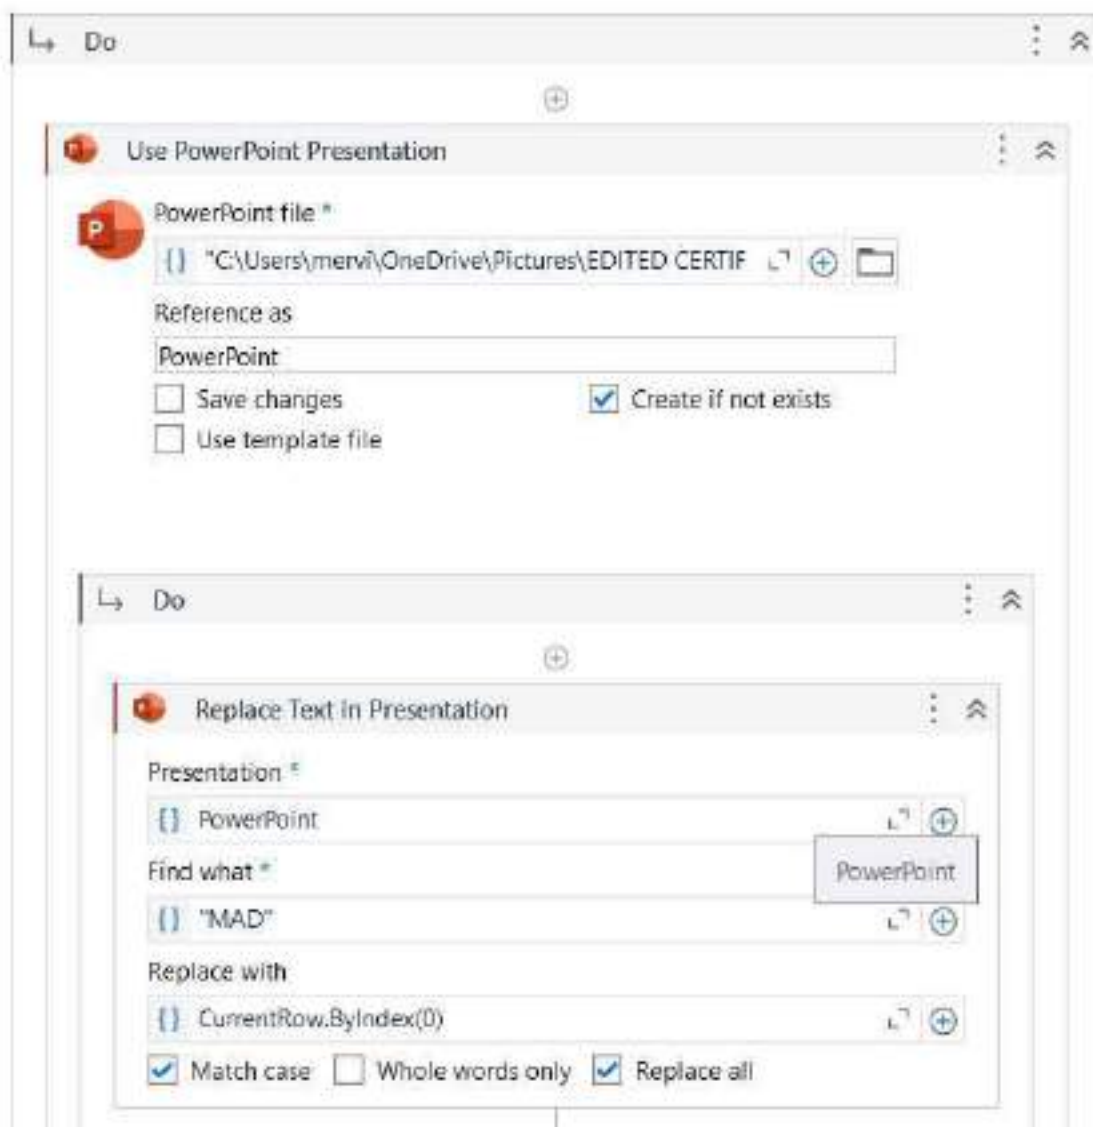 Do
Use PowerPoint Presentation
PowerPoint file *
"C:\Users\mervi\OneDrive\Pictures\EDITED CERTIF
Reference as
PowerPoint
Save changes Create if not exists
Use template file
Do
Replace Text in Presentation
Presentation *
PowerPoint
Find what * PowerPoint
"MAD"
Replace with
CurrentRow.ByIndex(0)
Match case Whole words only Replace all